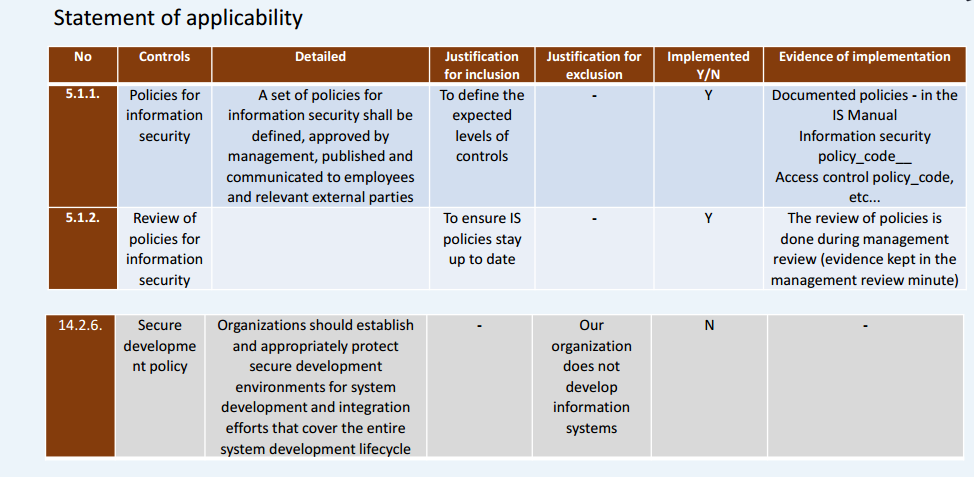 Statement of applicability
No
Controls
Detailed
Justification
for inclusion
Justification for
exclusion
Implemented
Y/N
Evidence of implementation
5.1.1.
Policies for
information
security
A set of policies for
information security shall be
defined, approved by
management, published and
communicated to employees
and relevant external parties
To define the
expected
levels of
controls
-
Y
Documented policies - in the
IS Manual
Information security
policy_code__
Access control policy_code,
etc...
5.1.2.
Review of
policies for
information
security
To ensure IS
policies stay
up to date
-
Y
The review of policies is
done during management
review (evidence kept in the
management review minute)
14.2.6.
Secure
developme
nt policy
Organizations should establish
and appropriately protect
secure development
environments for system
development and integration
efforts that cover the entire
system development lifecycle
-
Our
organization
does not
develop
information
systems
N
-